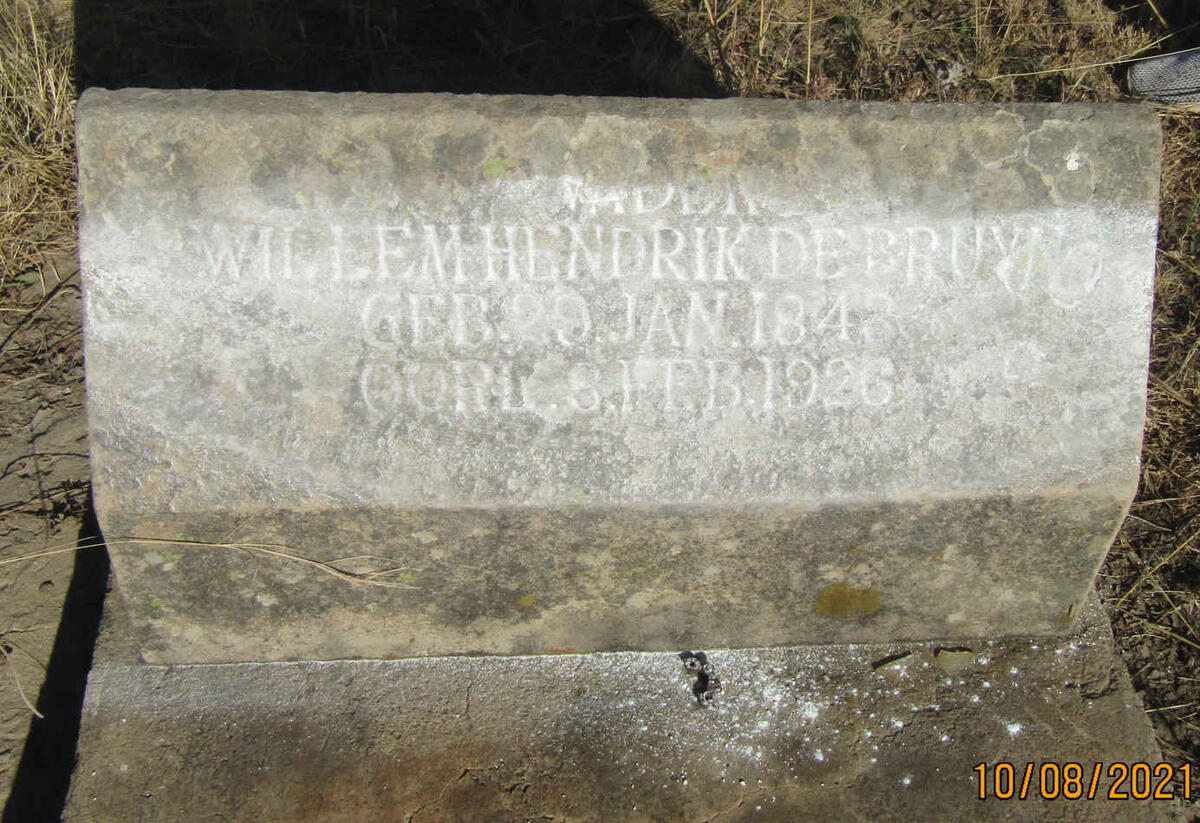 VADER
WILLEM HENDRIK DE BRUYN
GEB. 29. JAN. 1843
OORL. 8. FEB. 1926
10/08/2021